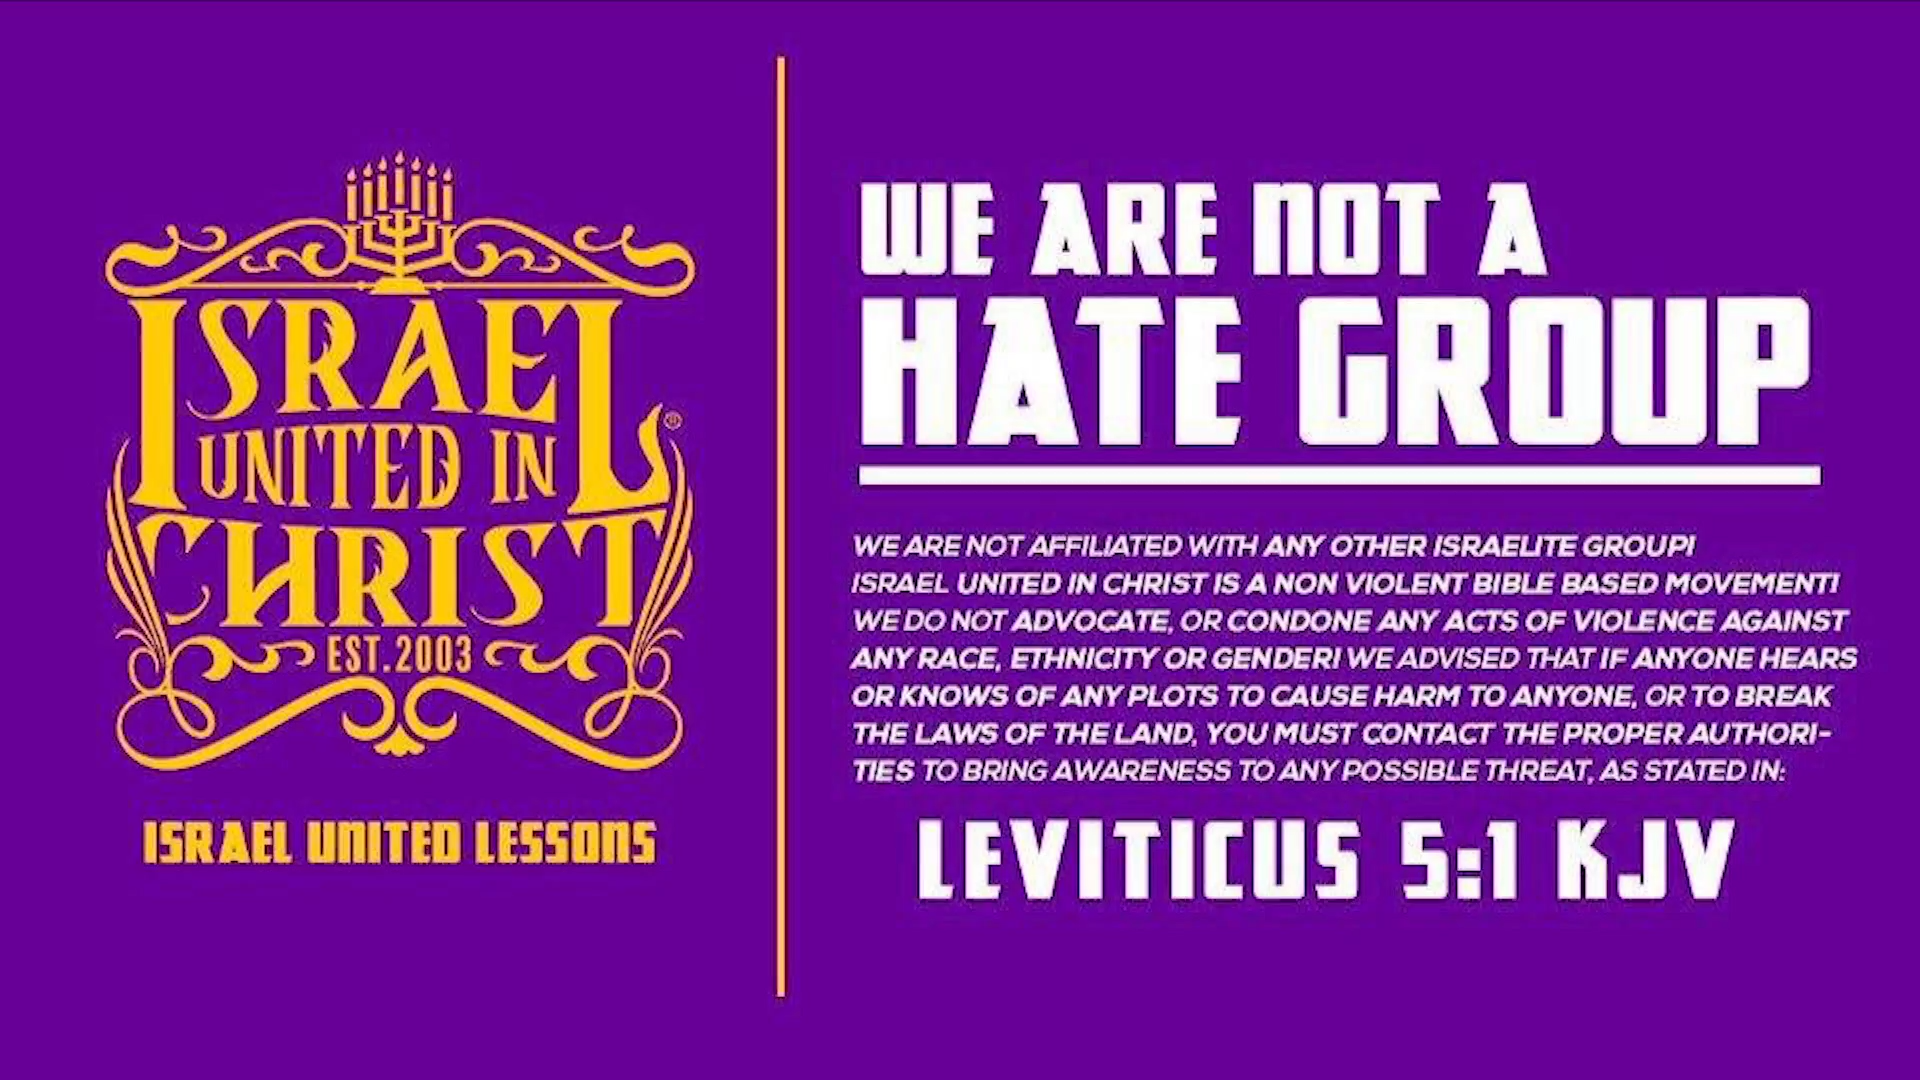 ISRAEL
UNITED IN
CHRIST
®
EST.2003
ISRAEL UNITED LESSONS
WE ARE NOT A
HATE GROUP
WE ARE NOT AFFILIATED WITH ANY OTHER ISRAELITE GROUP!
ISRAEL UNITED IN CHRIST IS A NON VIOLENT BIBLE BASED MOVEMENT!
WE DO NOT ADVOCATE, OR CONDONE ANY ACTS OF VIOLENCE AGAINST
ANY RACE, ETHNICITY OR GENDER! WE ADVISED THAT IF ANYONE HEARS
OR KNOWS OF ANY PLOTS TO CAUSE HARM TO ANYONE, OR TO BREAK
THE LAWS OF THE LAND, YOU MUST CONTACT THE PROPER AUTHORI-
TIES TO BRING AWARENESS TO ANY POSSIBLE THREAT, AS STATED IN:
LEVITICUS 5:1 KJV